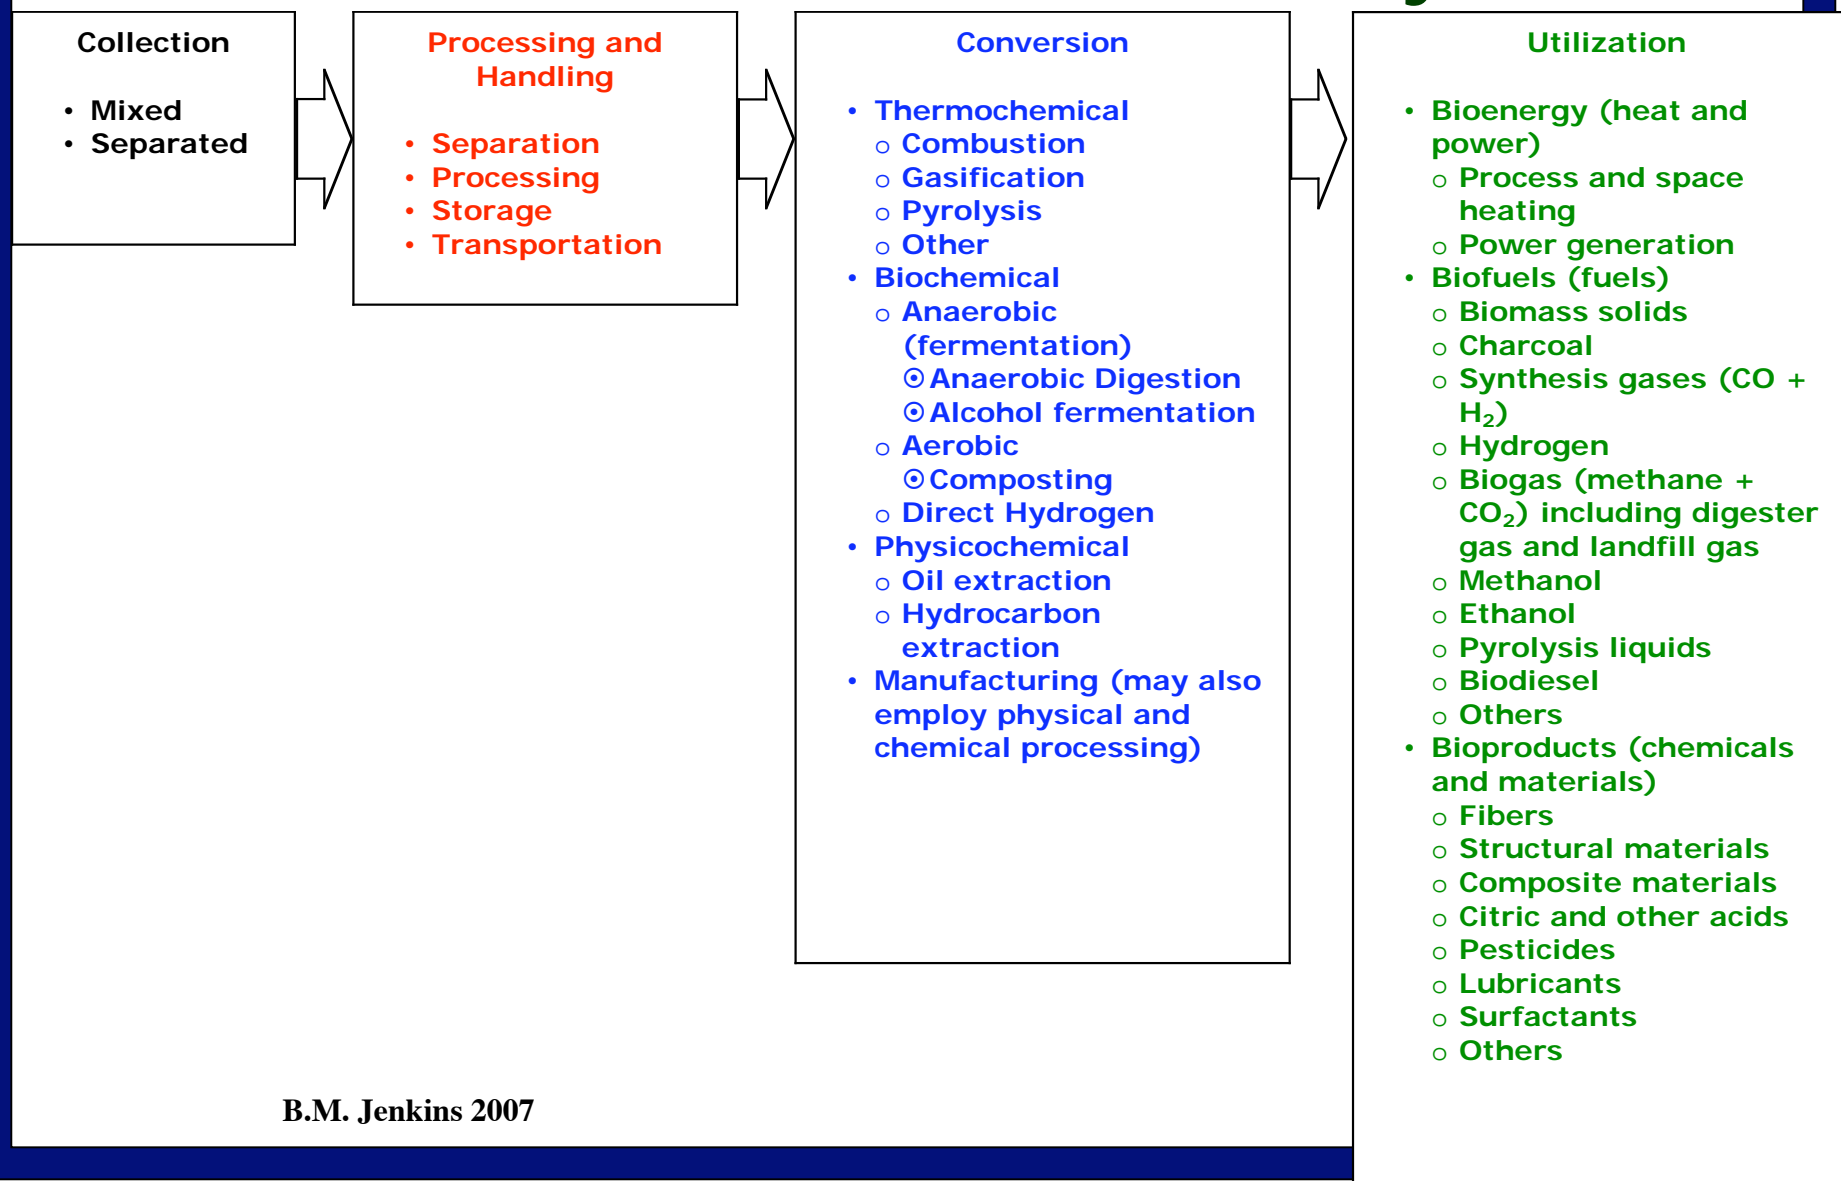 Collection
• Mixed
• Separated
Processing and
Handling
• Separation
• Processing
• Storage
• Transportation
Conversion
• Thermochemical
o Combustion
o Gasification
o Pyrolysis
o Other
• Biochemical
o Anaerobic
(fermentation)
⊙ Anaerobic Digestion
⊙ Alcohol fermentation
o Aerobic
⊙ Composting
o Direct Hydrogen
• Physicochemical
o Oil extraction
o Hydrocarbon
extraction
• Manufacturing (may also
employ physical and
chemical processing)
Utilization
• Bioenergy (heat and
power)
o Process and space
heating
o Power generation
• Biofuels (fuels)
o Biomass solids
o Charcoal
o Synthesis gases (CO +
H₂)
o Hydrogen
o Biogas (methane +
CO₂) including digester
gas and landfill gas
o Methanol
o Ethanol
o Pyrolysis liquids
o Biodiesel
o Others
• Bioproducts (chemicals
and materials)
o Fibers
o Structural materials
o Composite materials
o Citric and other acids
o Pesticides
o Lubricants
o Surfactants
o Others
B.M. Jenkins 2007